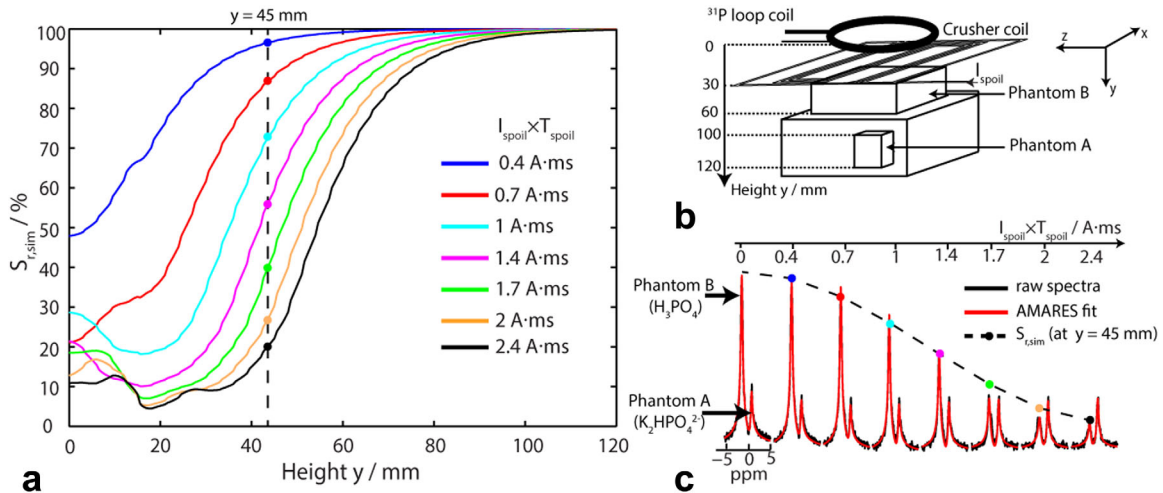 y = 45 mm
100
90
80
70
60
50
40
30
20
10
0
S_r,sim / %
I_spoil×T_spoil
0.4 A·ms
0.7 A·ms
1 A·ms
1.4 A·ms
1.7 A·ms
2 A·ms
2.4 A·ms
0 20 40 60 80 100 120
Height y / mm
a
³¹P loop coil
Crusher coil
0
30
60
100
120
I_spoil
Phantom B
Phantom A
Height y / mm
z
x
y
b
I_spoil×T_spoil / A·ms
0 0.4 0.7 1 1.4 1.7 2 2.4
Phantom B
(H₃PO₄)
raw spectra
AMARES fit
S_r,sim (at y = 45 mm)
Phantom A
(K₂HPO₄²⁻)
-5 0 5
ppm
c